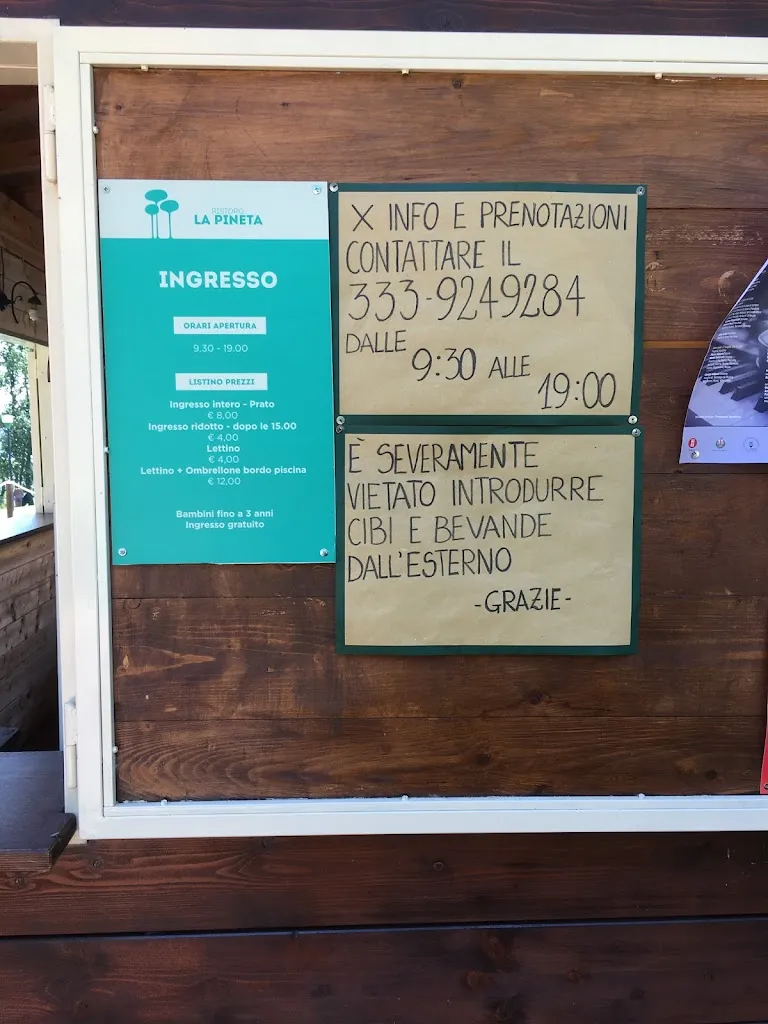 RISTORO
LA PINETA
INGRESSO
ORARI APERTURA
9.30 - 19.00
LISTINO PREZZI
Ingresso intero - Prato
€ 8,00
Ingresso ridotto - dopo le 15.00
€ 4,00
Lettino
€ 4,00
Lettino + Ombrellone bordo piscina
€ 12,00
Bambini fino a 3 anni
Ingresso gratuito
X INFO E PRENOTAZIONI
CONTATTARE IL
333-9249284
DALLE 9:30 ALLE 19:00
È SEVERAMENTE
VIETATO INTRODURRE
CIBI E BEVANDE
DALL'ESTERNO
-GRAZIE-